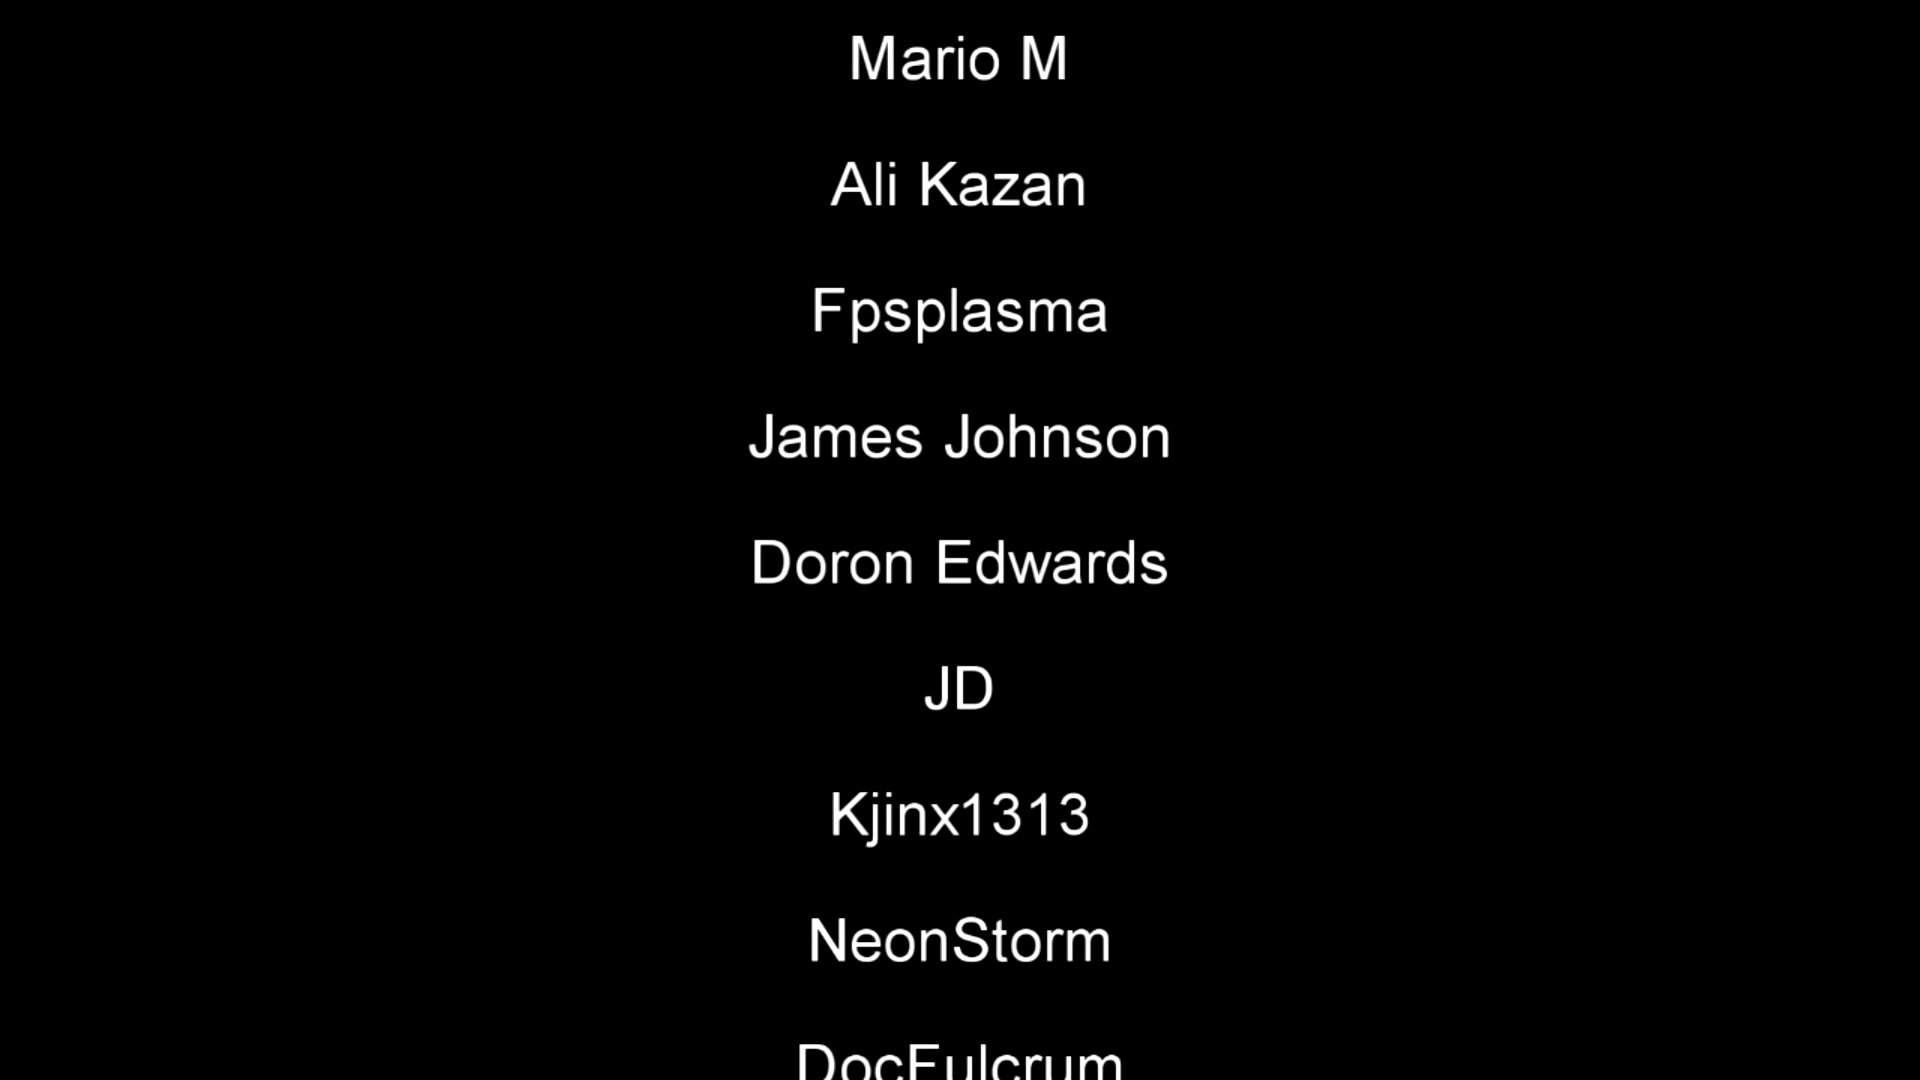 Mario M
Ali Kazan
Fpsplasma
James Johnson
Doron Edwards
JD
Kjinx1313
NeonStorm
DocFulcrum